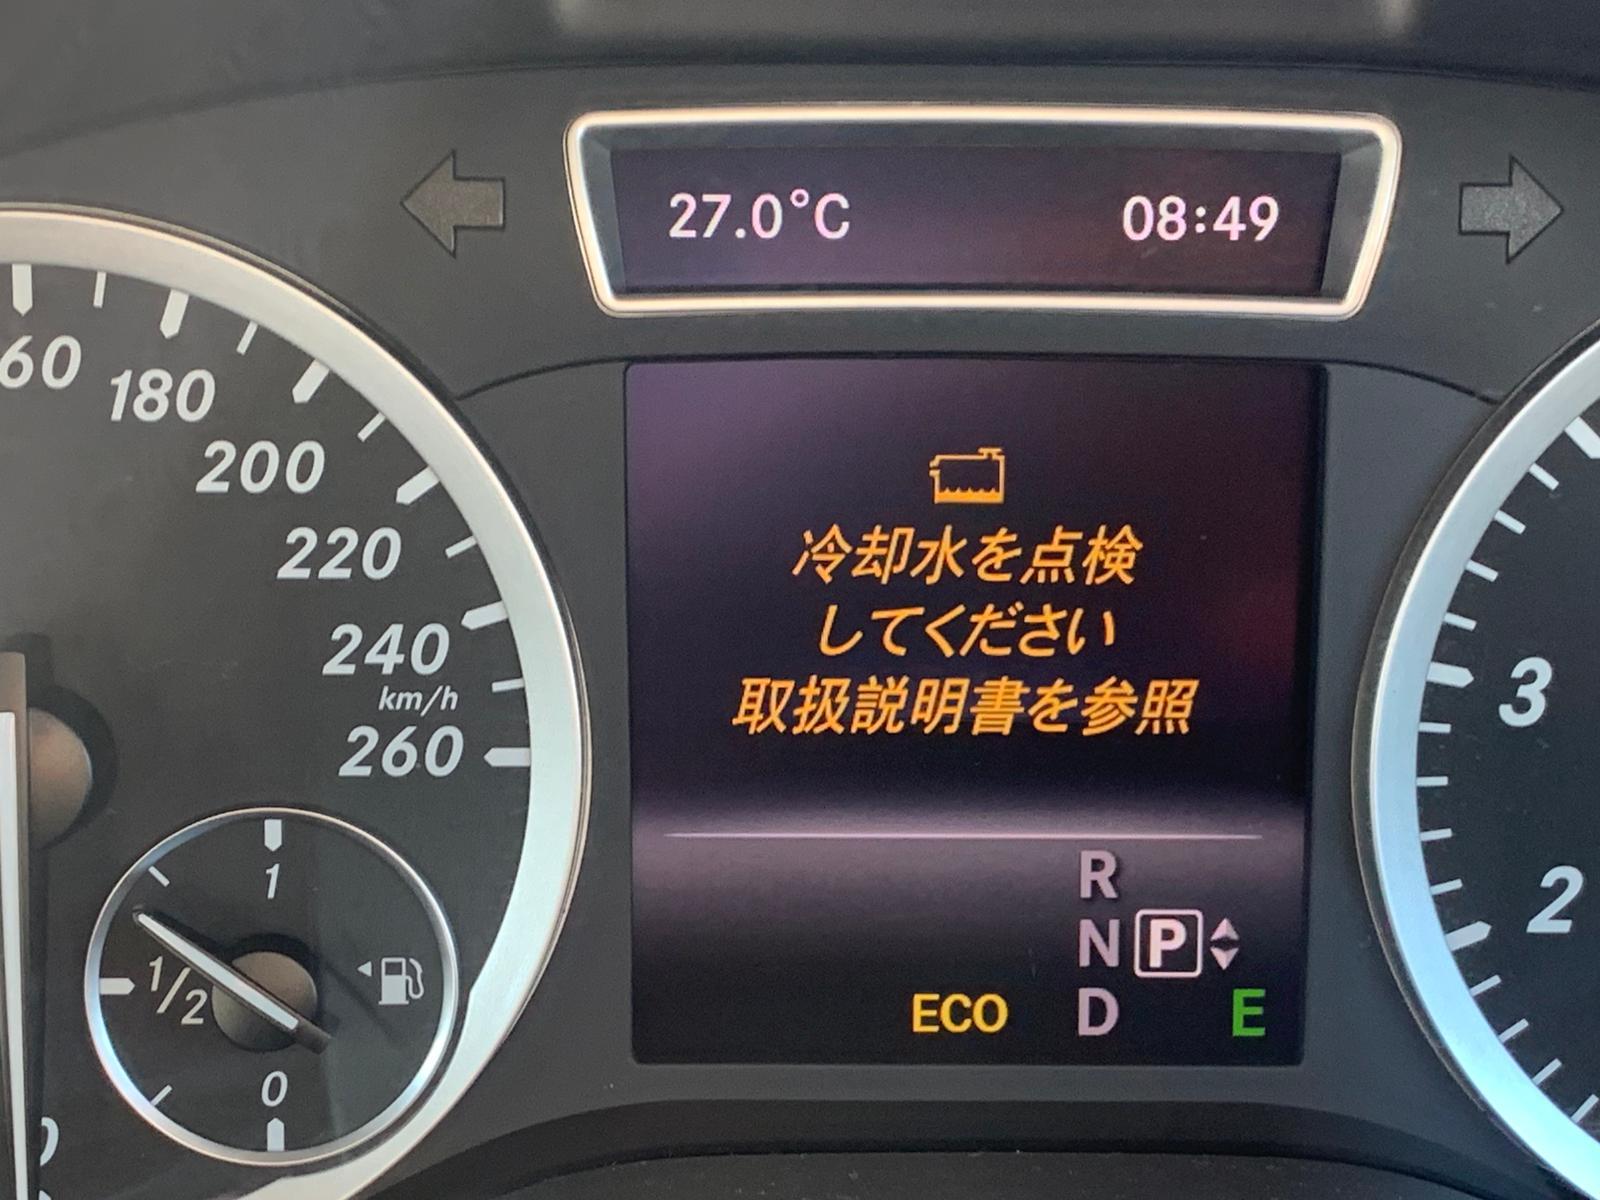 27.0°C 08:49
60
180
200
220
240
km/h
260
1
1/2
0
冷却水を点検
してください
取扱説明書を参照
R
N P
ECO D E
3
2